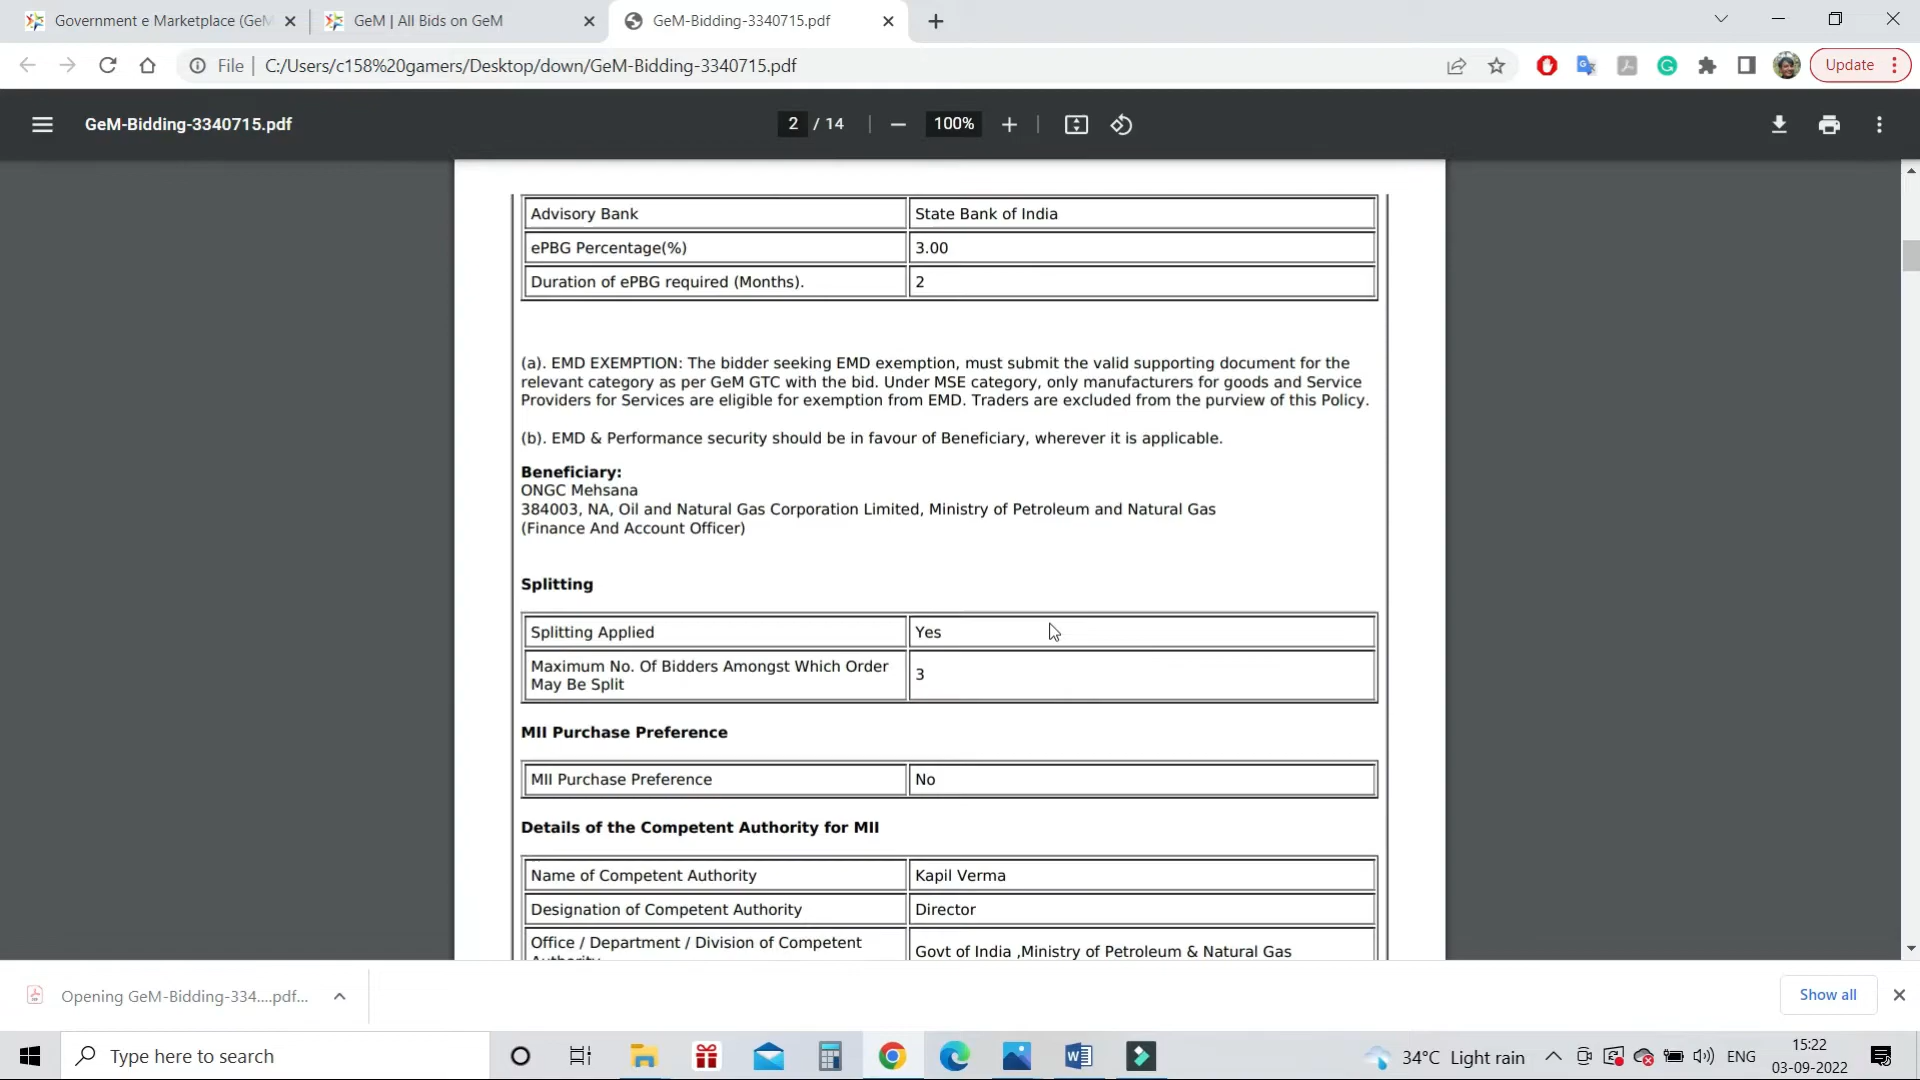 Government e Marketplace (GeM
GeM | All Bids on GeM
GeM-Bidding-3340715.pdf
File
C:/Users/c158%20gamers/Desktop/down/GeM-Bidding-3340715.pdf
Update
GeM-Bidding-3340715.pdf
2 / 14
100%
Advisory Bank
State Bank of India
ePBG Percentage(%)
3.00
Duration of ePBG required (Months).
2
(a). EMD EXEMPTION: The bidder seeking EMD exemption, must submit the valid supporting document for the
relevant category as per GeM GTC with the bid. Under MSE category, only manufacturers for goods and Service
Providers for Services are eligible for exemption from EMD. Traders are excluded from the purview of this Policy.
(b). EMD & Performance security should be in favour of Beneficiary, wherever it is applicable.
Beneficiary:
ONGC Mehsana
384003, NA, Oil and Natural Gas Corporation Limited, Ministry of Petroleum and Natural Gas
(Finance And Account Officer)
Splitting
Splitting Applied
Yes
Maximum No. Of Bidders Amongst Which Order
May Be Split
3
MII Purchase Preference
MII Purchase Preference
No
Details of the Competent Authority for MII
Name of Competent Authority
Kapil Verma
Designation of Competent Authority
Director
Office / Department / Division of Competent
Authority
Govt of India ,Ministry of Petroleum & Natural Gas
Opening GeM-Bidding-334....pdf...
Show all
Type here to search
34°C Light rain
ENG
15:22
03-09-2022